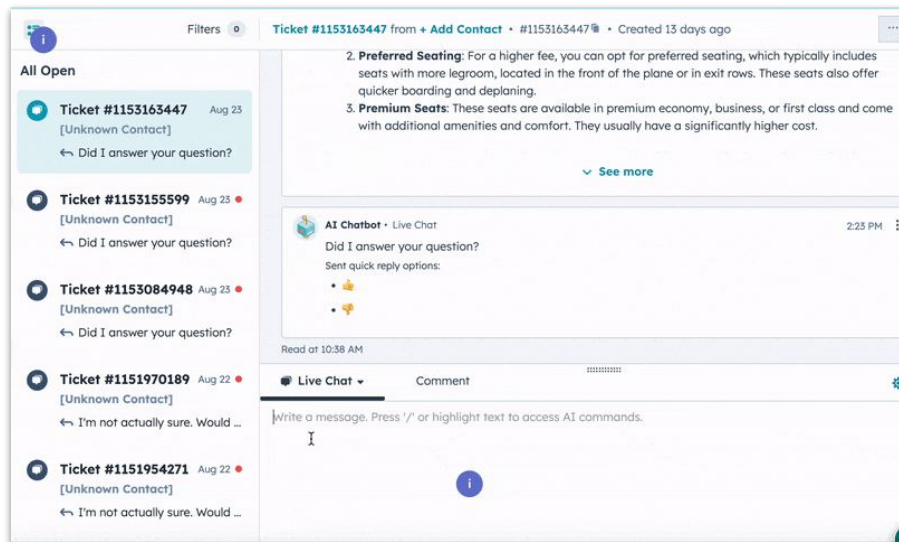 Filters 0
Ticket #1153163447 from + Add Contact • #1153163447 • Created 13 days ago
All Open
Ticket #1153163447 Aug 23
[Unknown Contact]
Did I answer your question?
Ticket #1153155599 Aug 23
[Unknown Contact]
Did I answer your question?
Ticket #1153084948 Aug 23
[Unknown Contact]
Did I answer your question?
Ticket #1151970189 Aug 22
[Unknown Contact]
I'm not actually sure. Would ...
Ticket #1151954271 Aug 22
[Unknown Contact]
I'm not actually sure. Would ...
2. Preferred Seating: For a higher fee, you can opt for preferred seating, which typically includes
seats with more legroom, located in the front of the plane or in exit rows. These seats also offer
quicker boarding and deplaning.
3. Premium Seats: These seats are available in premium economy, business, or first class and come
with additional amenities and comfort. They usually have a significantly higher cost.
See more
AI Chatbot • Live Chat 2:23 PM
Did I answer your question?
Sent quick reply options:
• 👍
• 👎
Read at 10:38 AM
Live Chat Comment
Write a message. Press '/' or highlight text to access AI commands.
i
i